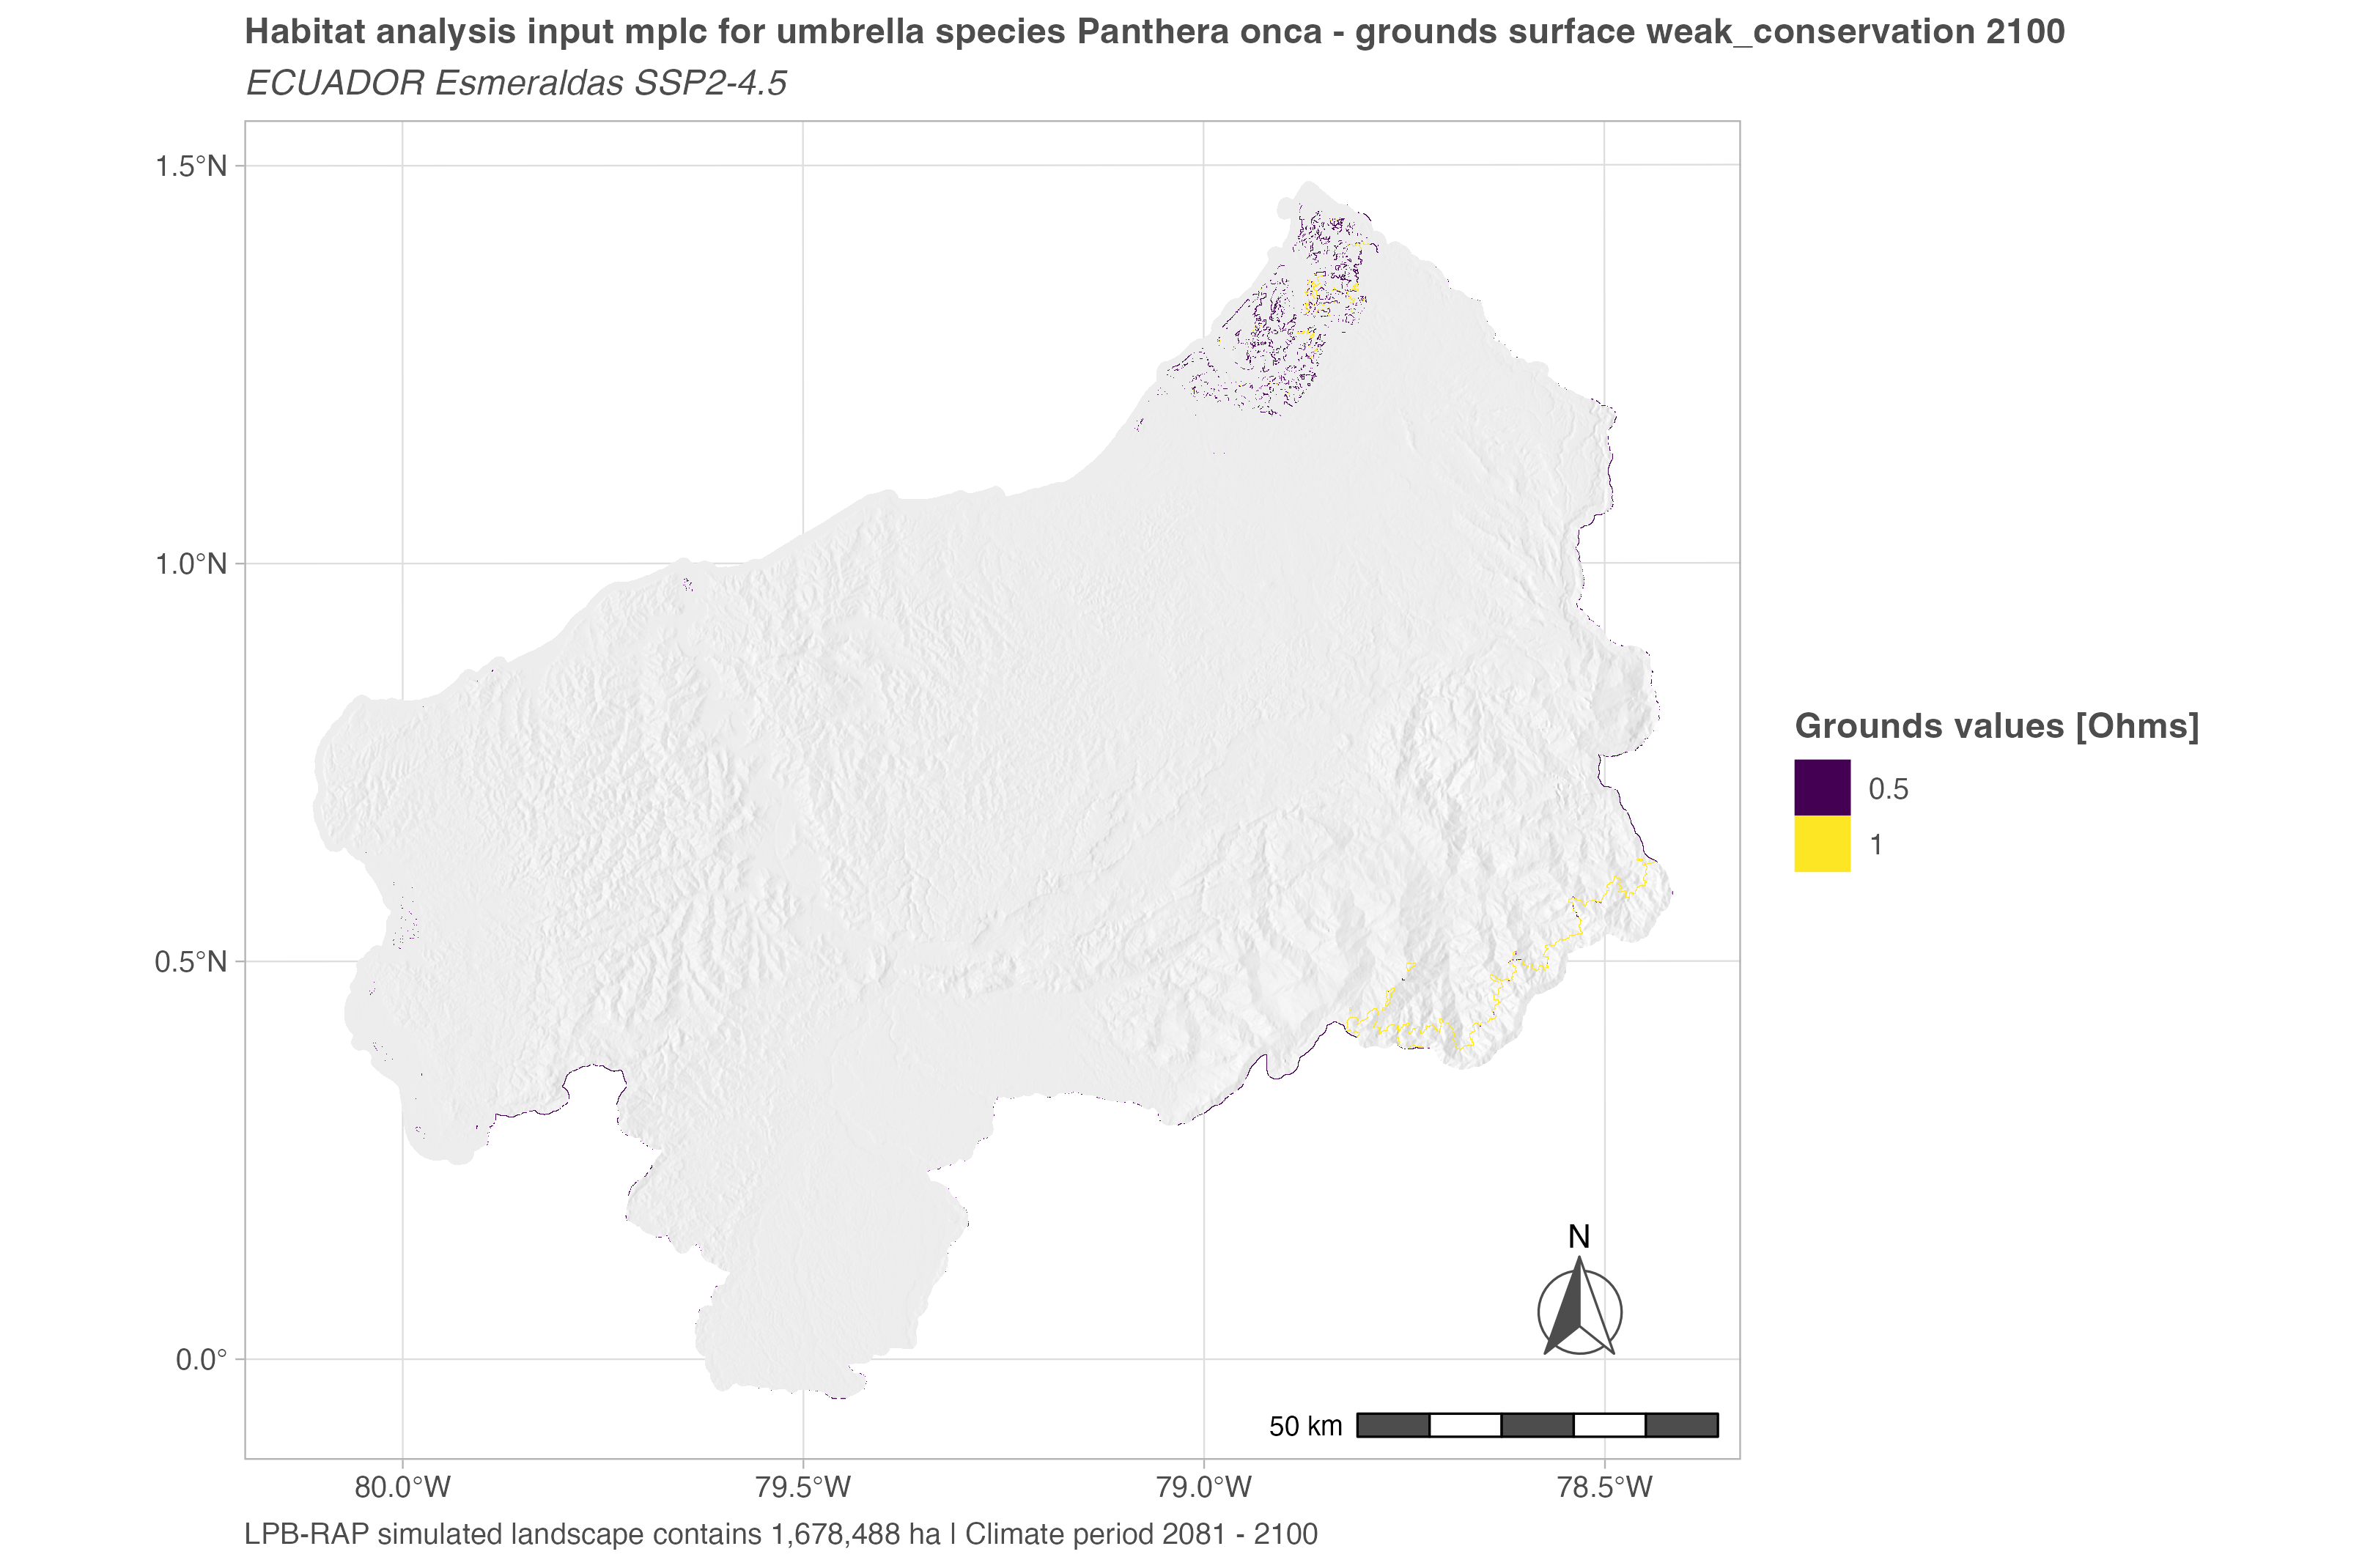 Habitat analysis input mplc for umbrella species Panthera onca - grounds surface weak_conservation 2100
ECUADOR Esmeraldas SSP2-4.5
1.5°N
1.0°N
0.5°N
0.0°
80.0°W
79.5°W
79.0°W
78.5°W
N
50 km
Grounds values [Ohms]
0.5
1
LPB-RAP simulated landscape contains 1,678,488 ha | Climate period 2081 - 2100